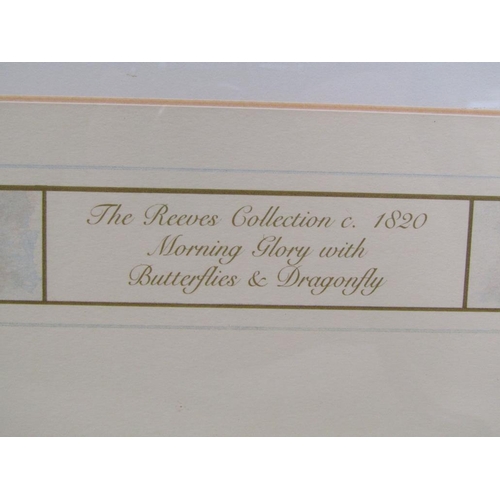 The Reeves Collection c. 1820
Morning Glory with
Butterflies & Dragonfly